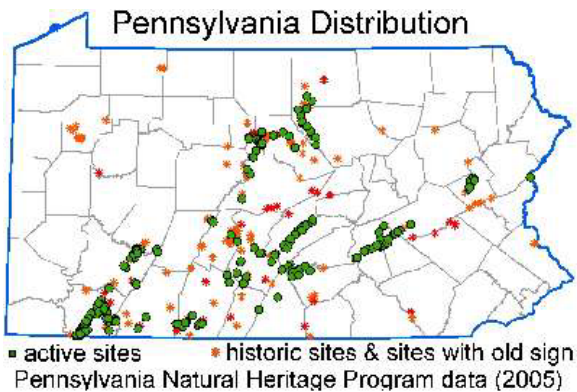 Pennsylvania Distribution
active sites
historic sites & sites with old sign
Pennsylvania Natural Heritage Program data (2005)